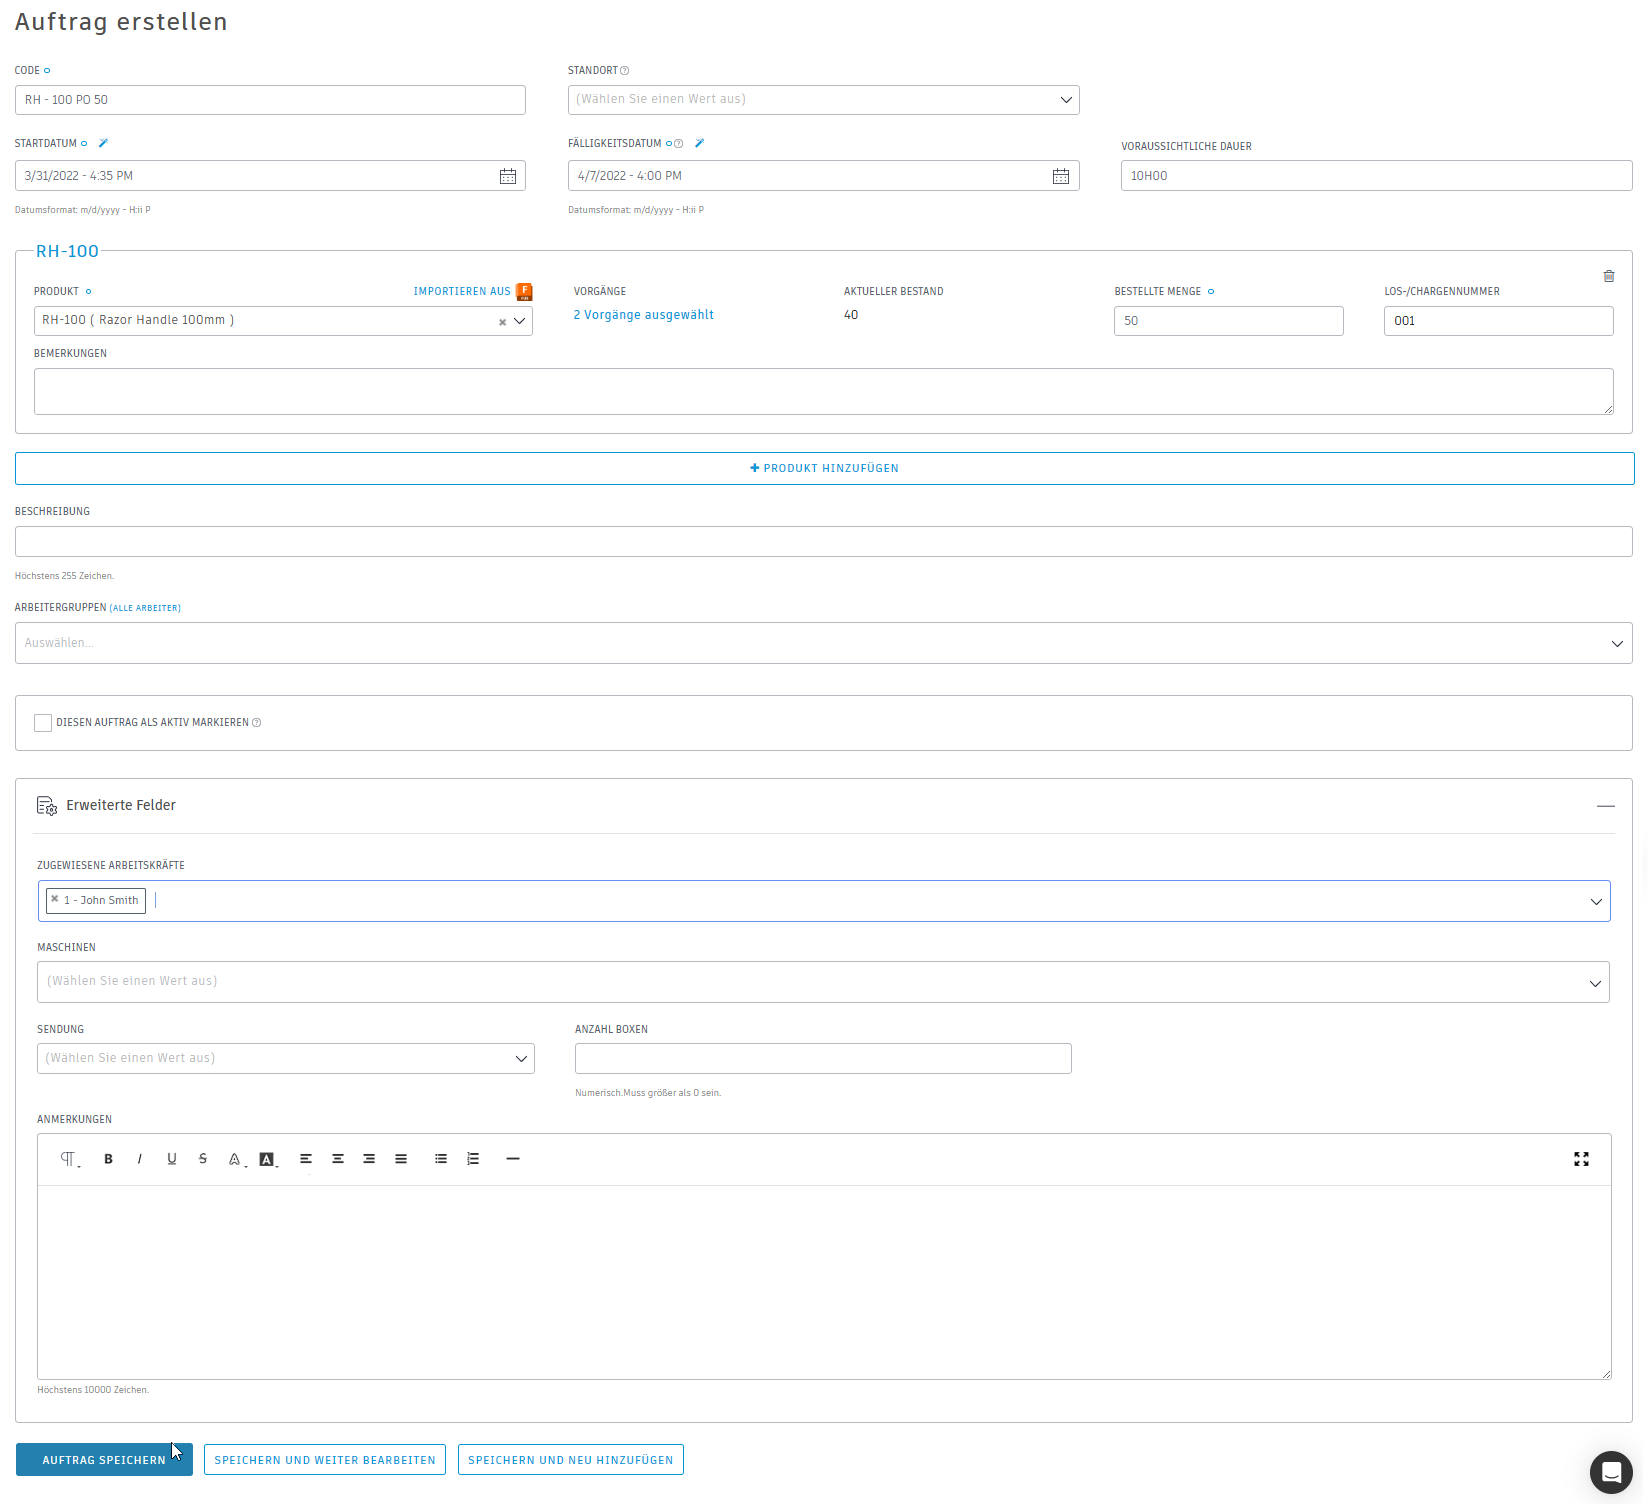 Auftrag erstellen
CODE
STANDORT
RH - 100 PO 50
(Wählen Sie einen Wert aus)
STARTDATUM
FÄLLIGKEITSDATUM
VORAUSSICHTLICHE DAUER
3/31/2022 - 4:35 PM
4/7/2022 - 4:00 PM
10H00
Datumsformat: m/d/yyyy - H:ii P
Datumsformat: m/d/yyyy - H:ii P
RH-100
PRODUKT
IMPORTIEREN AUS
VORGÄNGE
AKTUELLER BESTAND
BESTELLTE MENGE
LOS-/CHARGENNUMMER
RH-100 ( Razor Handle 100mm )
2 Vorgänge ausgewählt
40
50
001
BEMERKUNGEN
PRODUKT HINZUFÜGEN
BESCHREIBUNG
Höchstens 255 Zeichen.
ARBEITERGRUPPEN (ALLE ARBEITER)
Auswählen...
DIESEN AUFTRAG ALS AKTIV MARKIEREN
Erweiterte Felder
ZUGEWIESENE ARBEITSKRÄFTE
1 - John Smith
MASCHINEN
(Wählen Sie einen Wert aus)
SENDUNG
ANZAHL BOXEN
(Wählen Sie einen Wert aus)
Numerisch.Muss größer als 0 sein.
ANMERKUNGEN
Höchstens 10000 Zeichen.
AUFTRAG SPEICHERN
SPEICHERN UND WEITER BEARBEITEN
SPEICHERN UND NEU HINZUFÜGEN